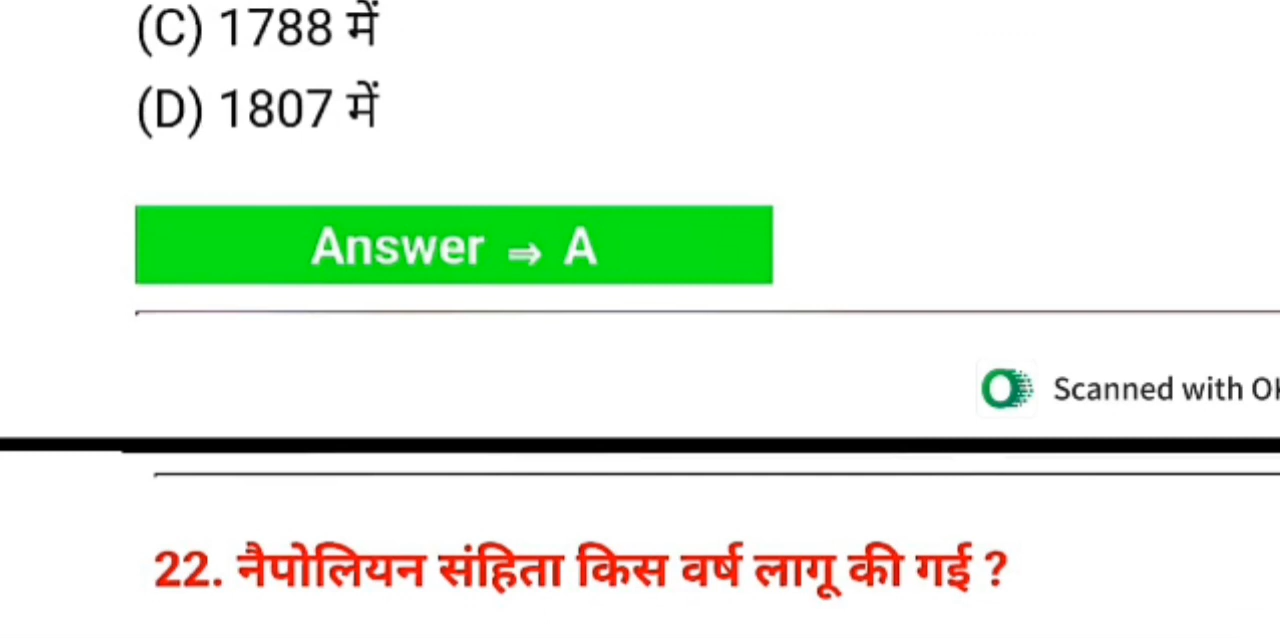 (C) 1788 में
(D) 1807 में
Answer ⇒ A
Scanned with
22. नैपोलियन संहिता किस वर्ष लागू की गई ?